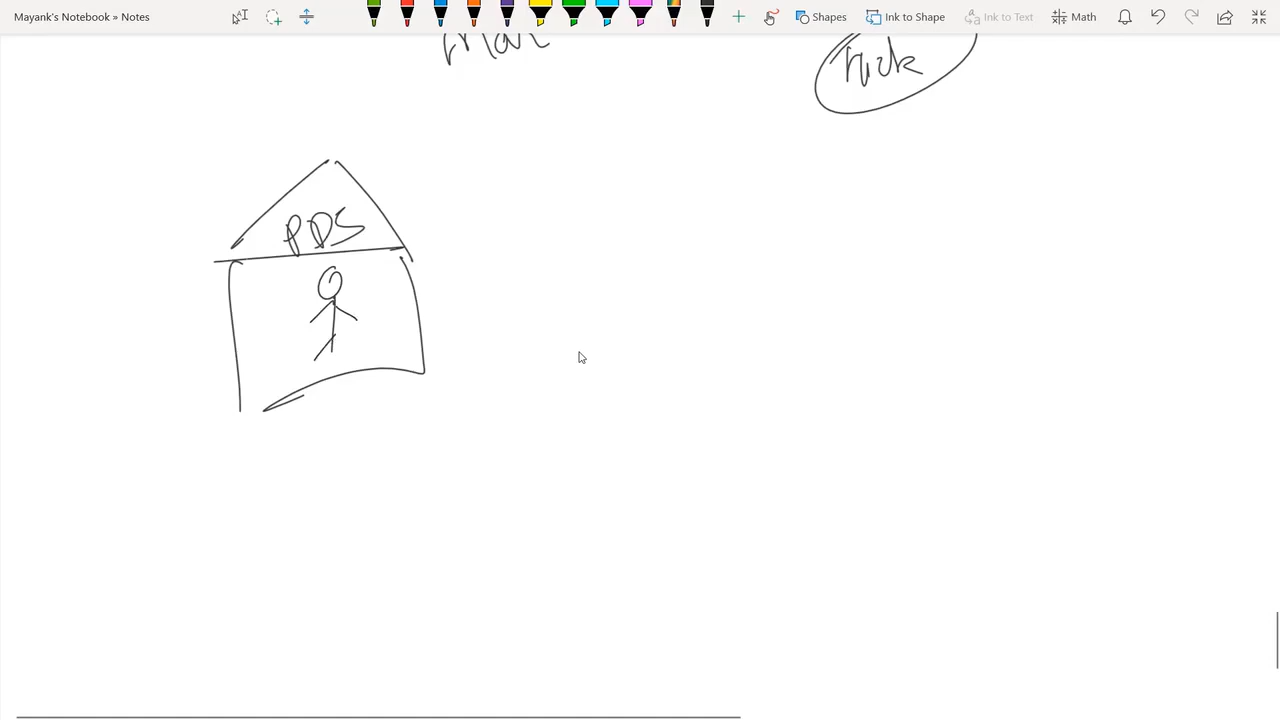 Mayank's Notebook » Notes
Shapes
Ink to Shape
Ink to Text
Math
PDS